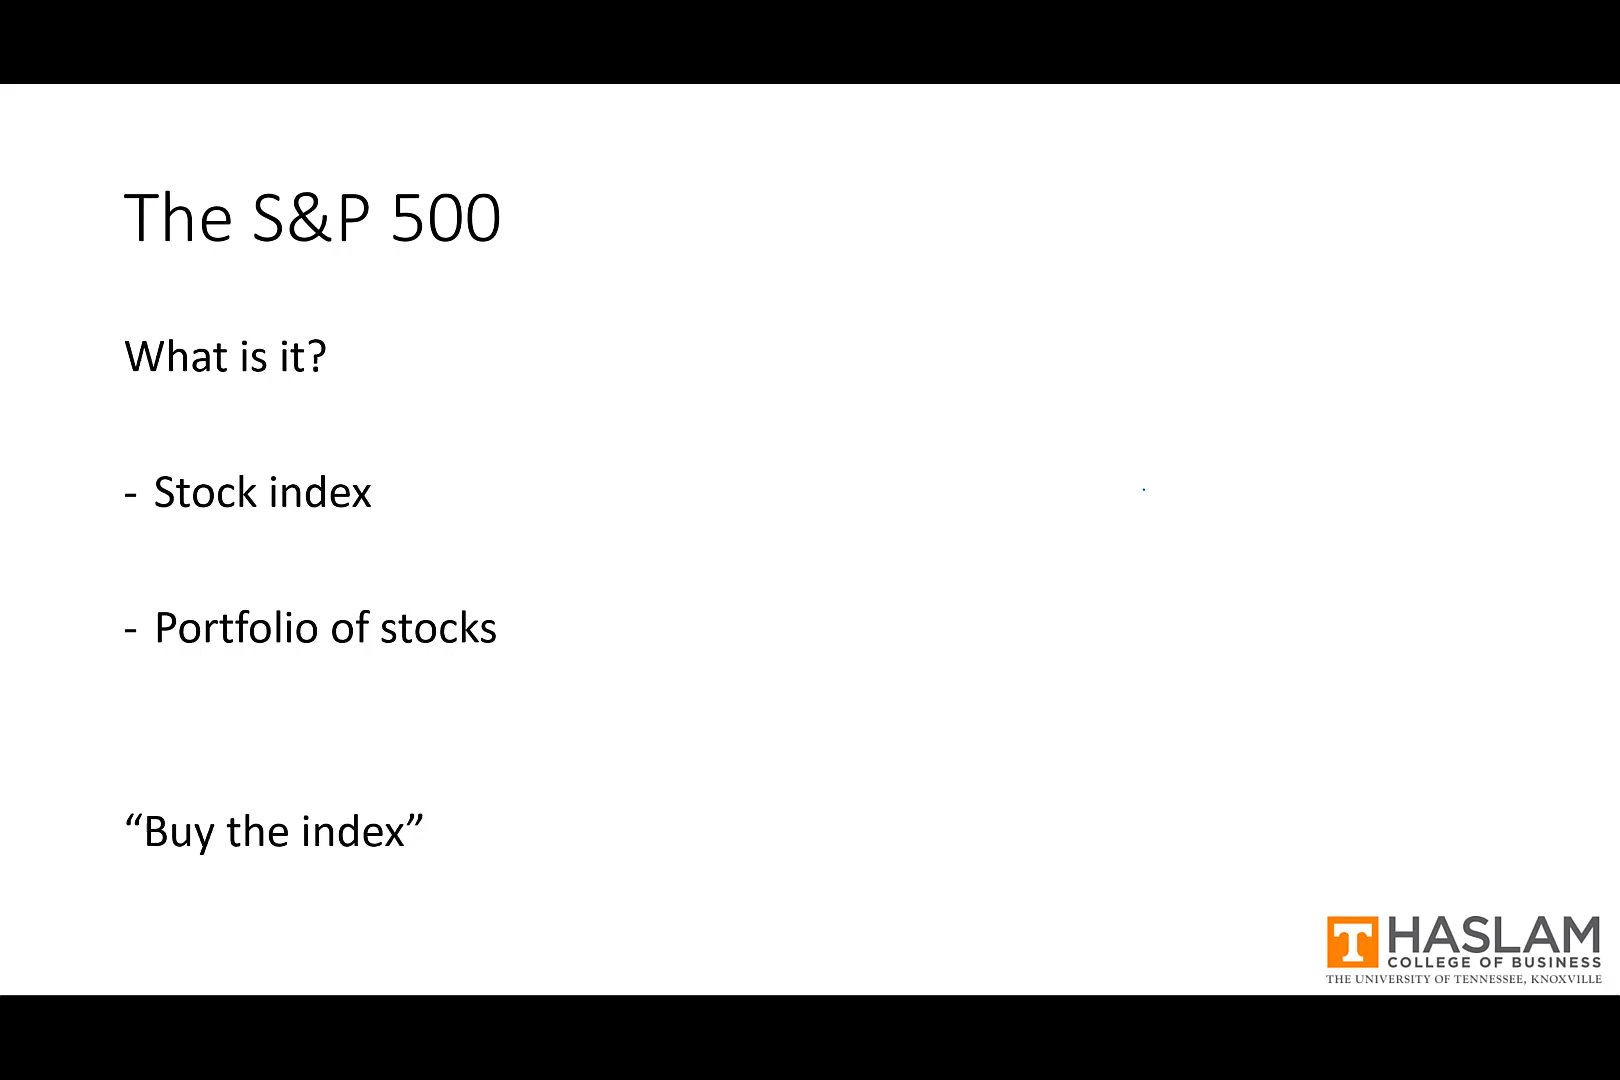 The S&P 500
What is it?
- Stock index
- Portfolio of stocks
“Buy the index”
T HASLAM
COLLEGE OF BUSINESS
THE UNIVERSITY OF TENNESSEE, KNOXVILLE